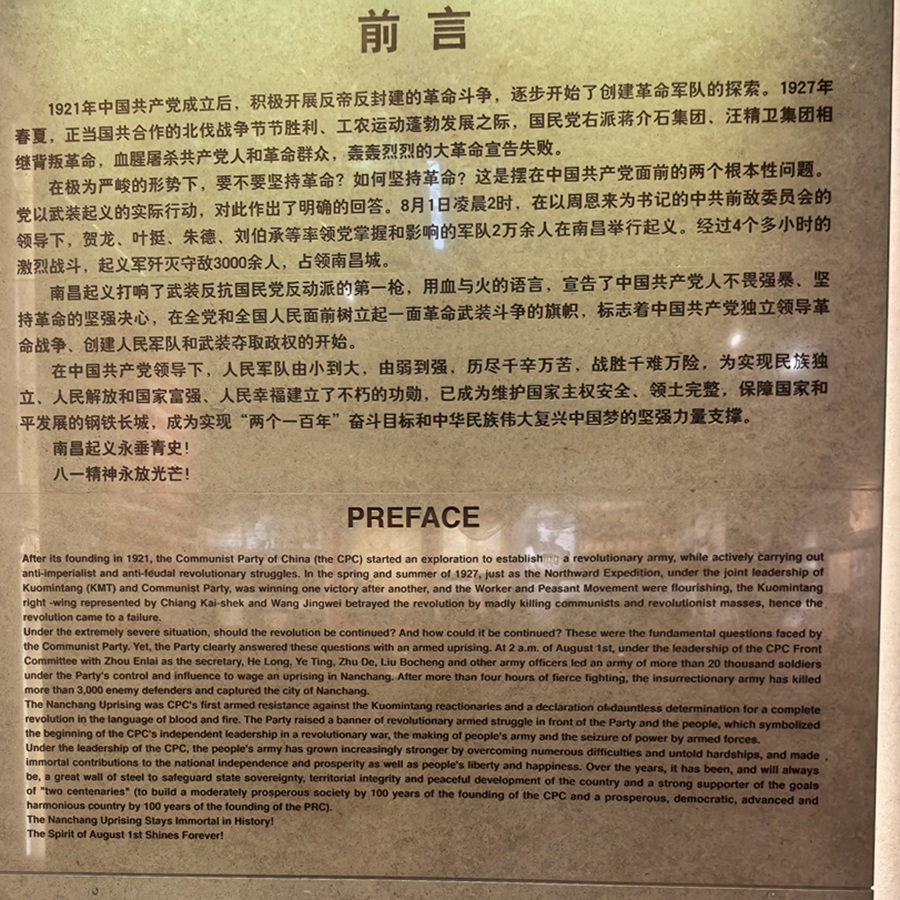 前言
1921年中国共产党成立后，积极开展反帝反封建的革命斗争，逐步开始了创建革命军队的探索。1927年
春夏，正当国共合作的北伐战争节节胜利、工农运动蓬勃发展之际，国民党右派蒋介石集团、汪精卫集团相
继背叛革命，血腥屠杀共产党人和革命群众，轰轰烈烈的大革命宣告失败。
在极为严峻的形势下，要不要坚持革命？如何坚持革命？这是摆在中国共产党面前的两个根本性问题。
党以武装起义的实际行动，对此作出了明确的回答。8月1日凌晨2时，在以周恩来为书记的中共前敌委员会的
领导下，贺龙、叶挺、朱德、刘伯承等率领党掌握和影响的军队2万余人在南昌举行起义。经过4个多小时的
激烈战斗，起义军歼灭守敌3000余人，占领南昌城。
南昌起义打响了武装反抗国民党反动派的第一枪，用血与火的语言，宣告了中国共产党人不畏强暴、坚
持革命的坚强决心，在全党和全国人民面前树立起一面革命武装斗争的旗帜，标志着中国共产党独立领导革
命战争、创建人民军队和武装夺取政权的开始。
在中国共产党领导下，人民军队由小到大，由弱到强，历尽千辛万苦，战胜千难万险，为实现民族独
立、人民解放和国家富强、人民幸福建立了不朽的功勋，已成为维护国家主权安全、领土完整，保障国家和
平发展的钢铁长城，成为实现“两个一百年”奋斗目标和中华民族伟大复兴中国梦的坚强力量支撑。
南昌起义永垂青史！
八一精神永放光芒！
PREFACE
After its founding in 1921, the Communist Party of China (the CPC) started an exploration to establishing a revolutionary army, while actively carrying out
anti-imperialist and anti-feudal revolutionary struggles. In the spring and summer of 1927, just as the Northward Expedition, under the joint leadership of
Kuomintang (KMT) and Communist Party, was winning one victory after another, and the Worker and Peasant Movement were flourishing, the Kuomintang
right -wing represented by Chiang Kai-shek and Wang Jingwei betrayed the revolution by madly killing communists and revolutionist masses, hence the
revolution came to a failure.
Under the extremely severe situation, should the revolution be continued? And how could it be continued? These were the fundamental questions faced by
the Communist Party. Yet, the Party clearly answered these questions with an armed uprising. At 2 a.m. of August 1st, under the leadership of the CPC Front
Committee with Zhou Enlai as the secretary, He Long, Ye Ting, Zhu De, Liu Bocheng and other army officers led an army of more than 20 thousand soldiers
under the Party's control and influence to wage an uprising in Nanchang. After more than four hours of fierce fighting, the insurrectionary army has killed
more than 3,000 enemy defenders and captured the city of Nanchang.
The Nanchang Uprising was CPC's first armed resistance against the Kuomintang reactionaries and a declaration of dauntless determination for a complete
revolution in the language of blood and fire. The Party raised a banner of revolutionary armed struggle in front of the Party and the people, which symbolized
the beginning of the CPC's independent leadership in a revolutionary war, the making of people's army and the seizure of power by armed forces.
Under the leadership of the CPC, the people's army has grown increasingly stronger by overcoming numerous difficulties and untold hardships, and made
immortal contributions to the national independence and prosperity as well as people's liberty and happiness. Over the years, it has been, and will always
be, a great wall of steel to safeguard state sovereignty, territorial integrity and peaceful development of the country and a strong supporter of the goals
of "two centenaries" (to build a moderately prosperous society by 100 years of the founding of the CPC and a prosperous, democratic, advanced and
harmonious country by 100 years of the founding of the PRC).
The Nanchang Uprising Stays Immortal in History!
The Spirit of August 1st Shines Forever!